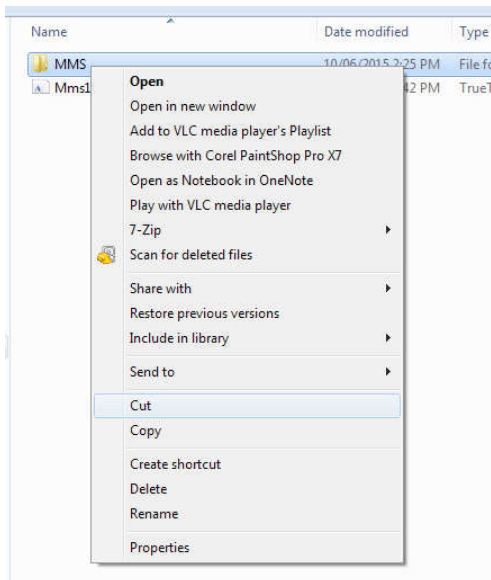 Name Date modified Type
MMS 10/06/2015 2:25 PM File fo
Mms1 42 PM TrueT
Open
Open in new window
Add to VLC media player's Playlist
Browse with Corel PaintShop Pro X7
Open as Notebook in OneNote
Play with VLC media player
7-Zip
Scan for deleted files
Share with
Restore previous versions
Include in library
Send to
Cut
Copy
Create shortcut
Delete
Rename
Properties